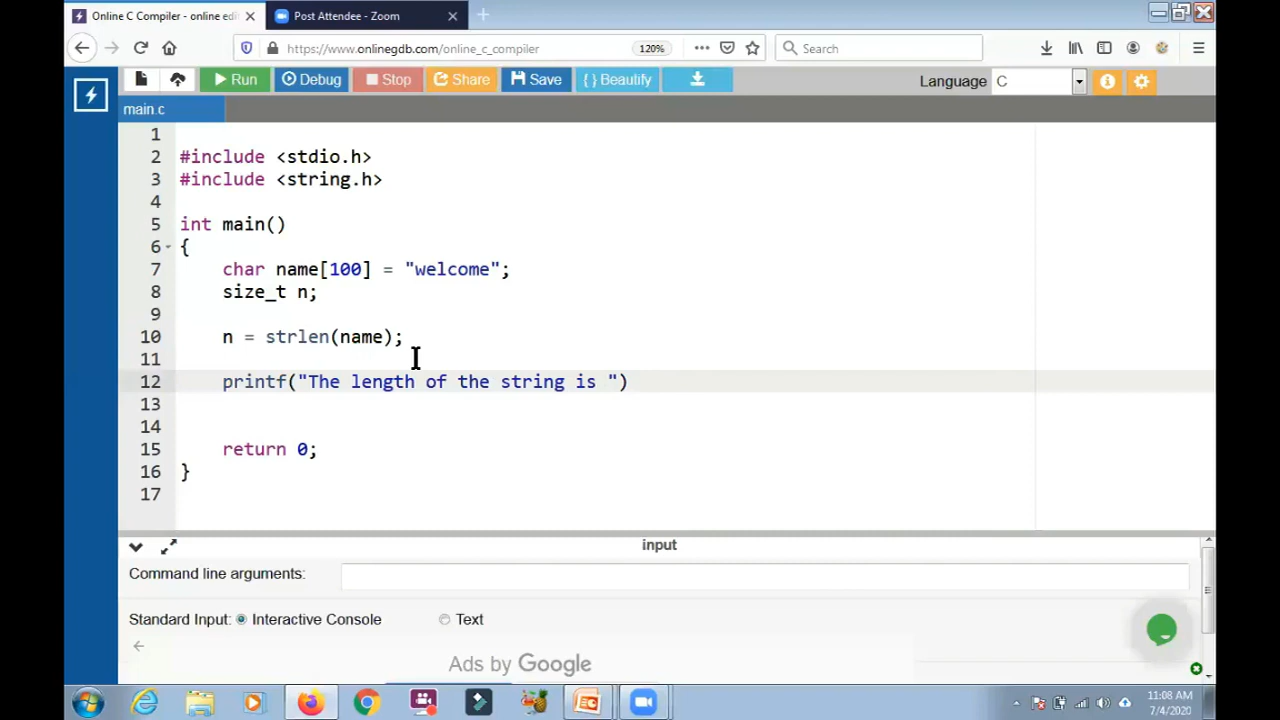 Online C Compiler - online edi
Post Attendee - Zoom
https://www.onlinegdb.com/online_c_compiler
120%
Search
Run
Debug
Stop
Share
Save
{ } Beautify
Language C
main.c
1
2 #include <stdio.h>
3 #include <string.h>
4
5 int main()
6 {
7 char name[100] = "welcome";
8 size_t n;
9
10 n = strlen(name);
11
12 printf("The length of the string is ")
13
14
15 return 0;
16 }
17
input
Command line arguments:
Standard Input: Interactive Console Text
Ads by Google
11:08 AM
7/4/2020